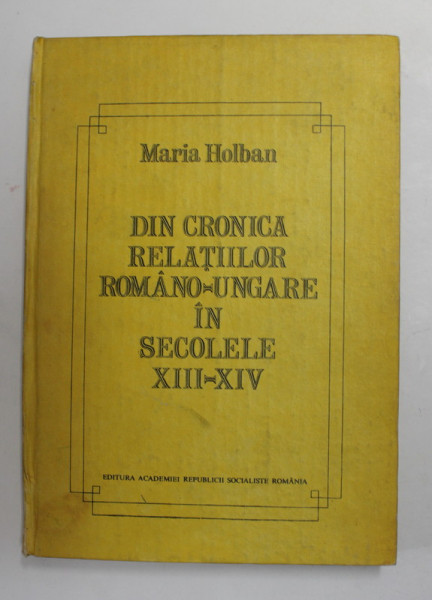 Maria Holban
DIN CRONICA
RELAȚIILOR
ROMÂNO-UNGARE
ÎN
SECOLELE
XIII-XIV
EDITURA ACADEMIEI REPUBLICII SOCIALISTE ROMÂNIA